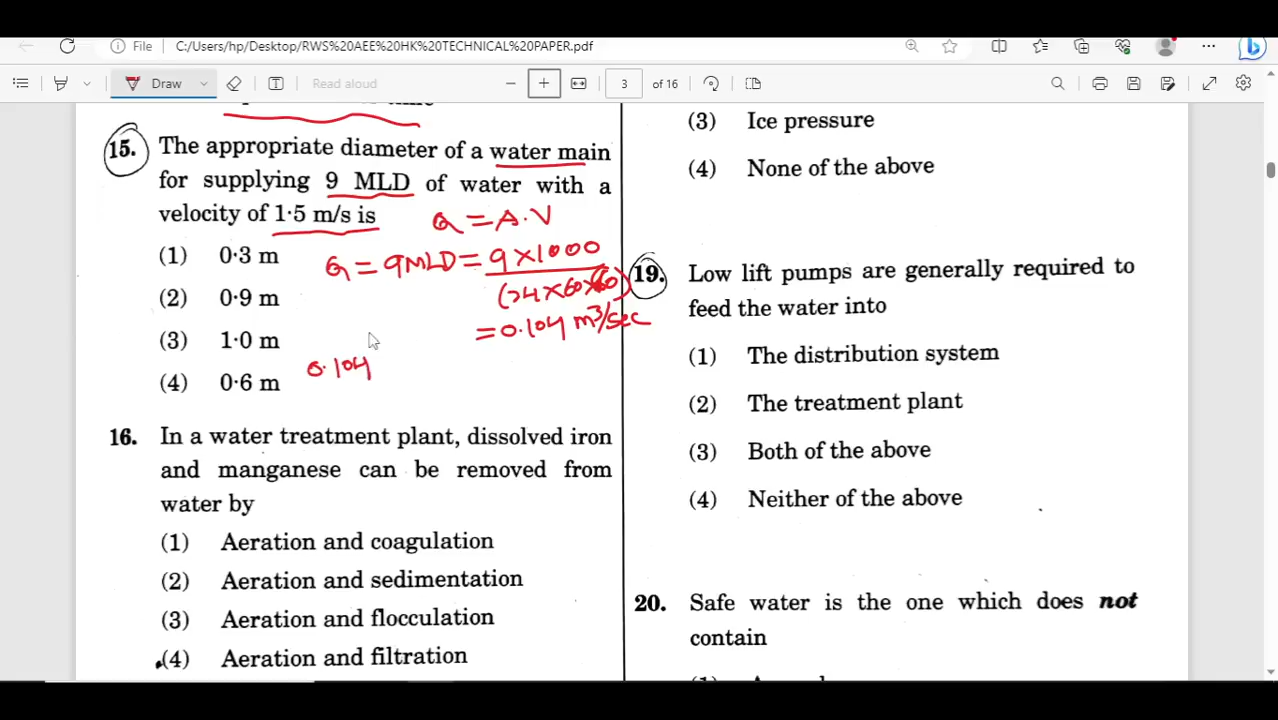 File
C:/Users/hp/Desktop/RWS%20AEE%20HK%20TECHNICAL%20PAPER.pdf
Draw
Read aloud
3
of 16
15. The appropriate diameter of a water main
for supplying 9 MLD of water with a
velocity of 1·5 m/s is
Q = A.V
(1) 0·3 m
Q = 9MLD = 9×1000
(24×60×60)
(2) 0·9 m
= 0.104 m³/sec
(3) 1·0 m
0.104
(4) 0·6 m
16. In a water treatment plant, dissolved iron
and manganese can be removed from
water by
(1) Aeration and coagulation
(2) Aeration and sedimentation
(3) Aeration and flocculation
(4) Aeration and filtration
(3) Ice pressure
(4) None of the above
19. Low lift pumps are generally required to
feed the water into
(1) The distribution system
(2) The treatment plant
(3) Both of the above
(4) Neither of the above
20. Safe water is the one which does not
contain